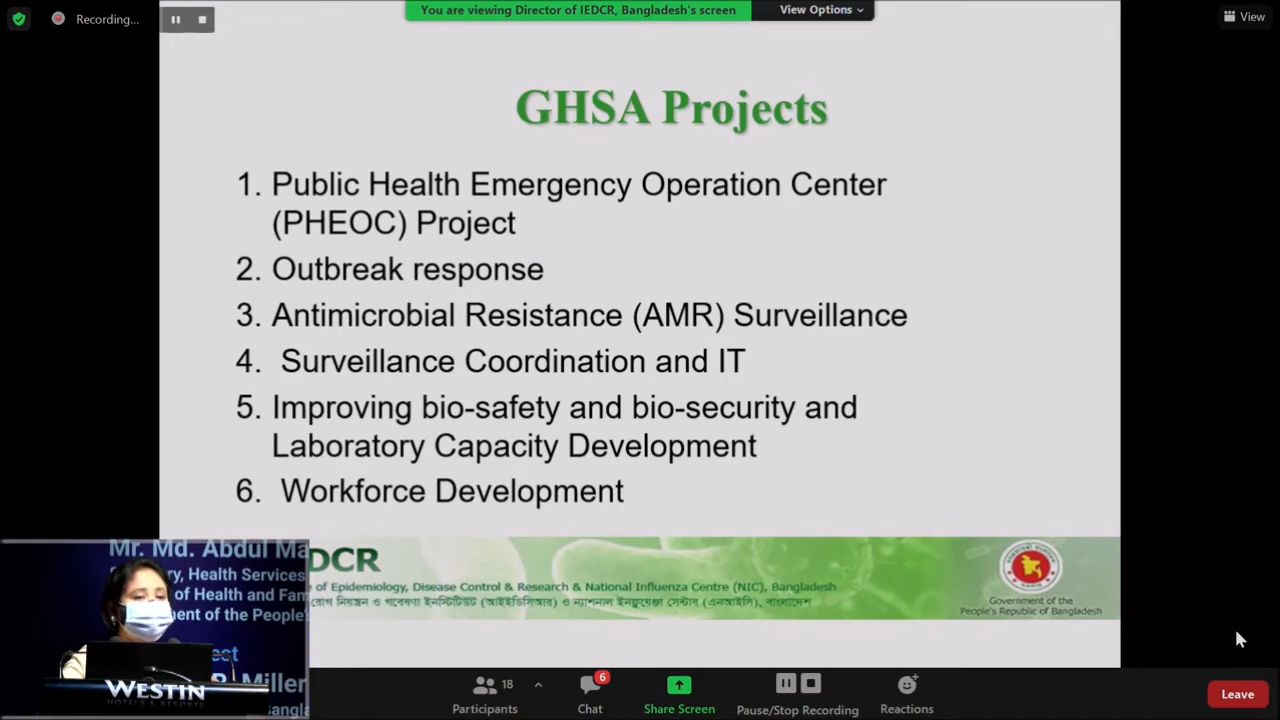 You are viewing Director of IEDCR, Bangladesh's screen
View Options
Recording...
View
GHSA Projects
1. Public Health Emergency Operation Center
(PHEOC) Project
2. Outbreak response
3. Antimicrobial Resistance (AMR) Surveillance
4. Surveillance Coordination and IT
5. Improving bio-safety and bio-security and
Laboratory Capacity Development
6. Workforce Development
DCR
of Epidemiology, Disease Control & Research & National Influenza Centre (NIC), Bangladesh
রোগ নিয়ন্ত্রন ও গবেষণা ইনস্টিটিউট (আইইডিসিআর) ও ন্যাশনাল ইনফ্লুয়েঞ্জা সেন্টার (এনআইসি), বাংলাদেশ
Government of the
People's Republic of Bangladesh
Mr. Md. Abdul Ma
ry, Health Services
of Health and Fam
ment of the People'
Miller
WESTIN
HOTELS & RESORTS
18
6
Participants
Chat
Share Screen
Pause/Stop Recording
Reactions
Leave